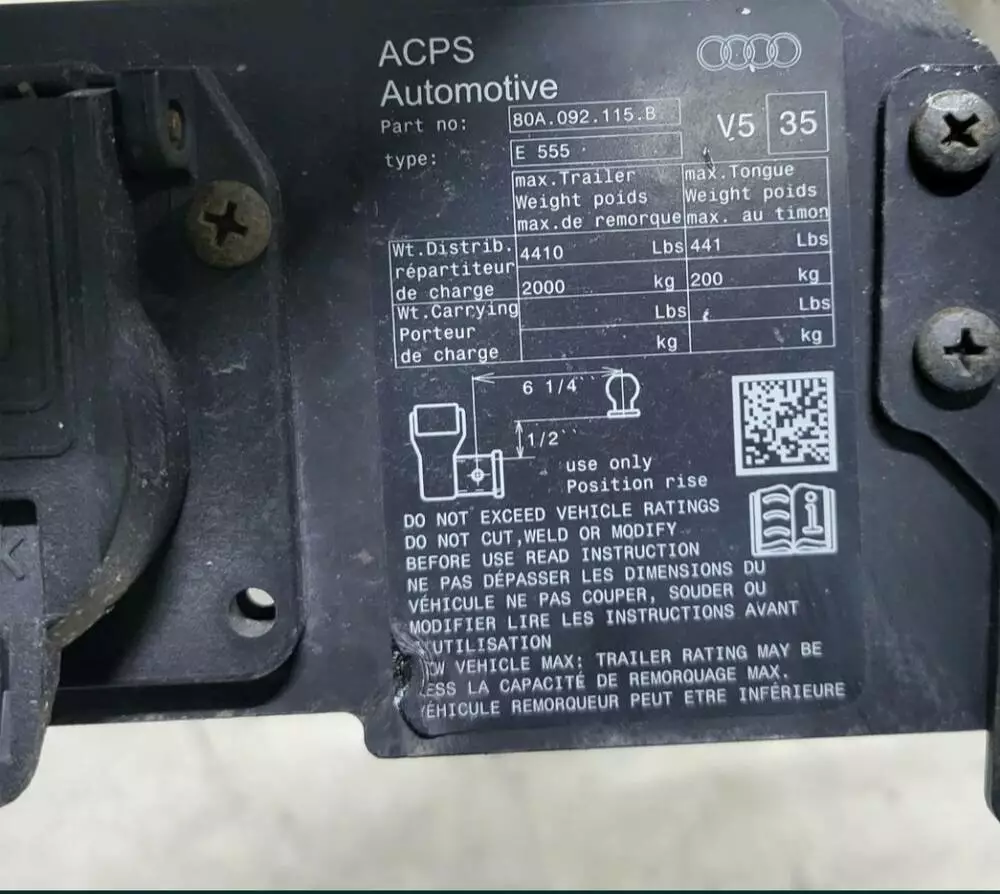 ACPS
Automotive
Part no: 80A.092.115.B
V5 35
type: E 555
max.Trailer
Weight poids
max.de remorque
max.Tongue
Weight poids
max. au timon
Wt.Distrib.
répartiteur
de charge
4410 Lbs 441 Lbs
2000 kg 200 kg
Wt.Carrying
Porteur
de charge
Lbs Lbs
kg kg
6 1/4``
1/2``
use only
Position rise
i
DO NOT EXCEED VEHICLE RATINGS
DO NOT CUT,WELD OR MODIFY
BEFORE USE READ INSTRUCTION
NE PAS DÉPASSER LES DIMENSIONS DU
VÉHICULE NE PAS COUPER, SOUDER OU
MODIFIER LIRE LES INSTRUCTIONS AVANT
UTILISATION
VEHICLE MAX: TRAILER RATING MAY BE
LA CAPACITÉ DE REMORQUAGE MAX.
VÉHICULE REMORQUEUR PEUT ETRE INFÉRIEURE